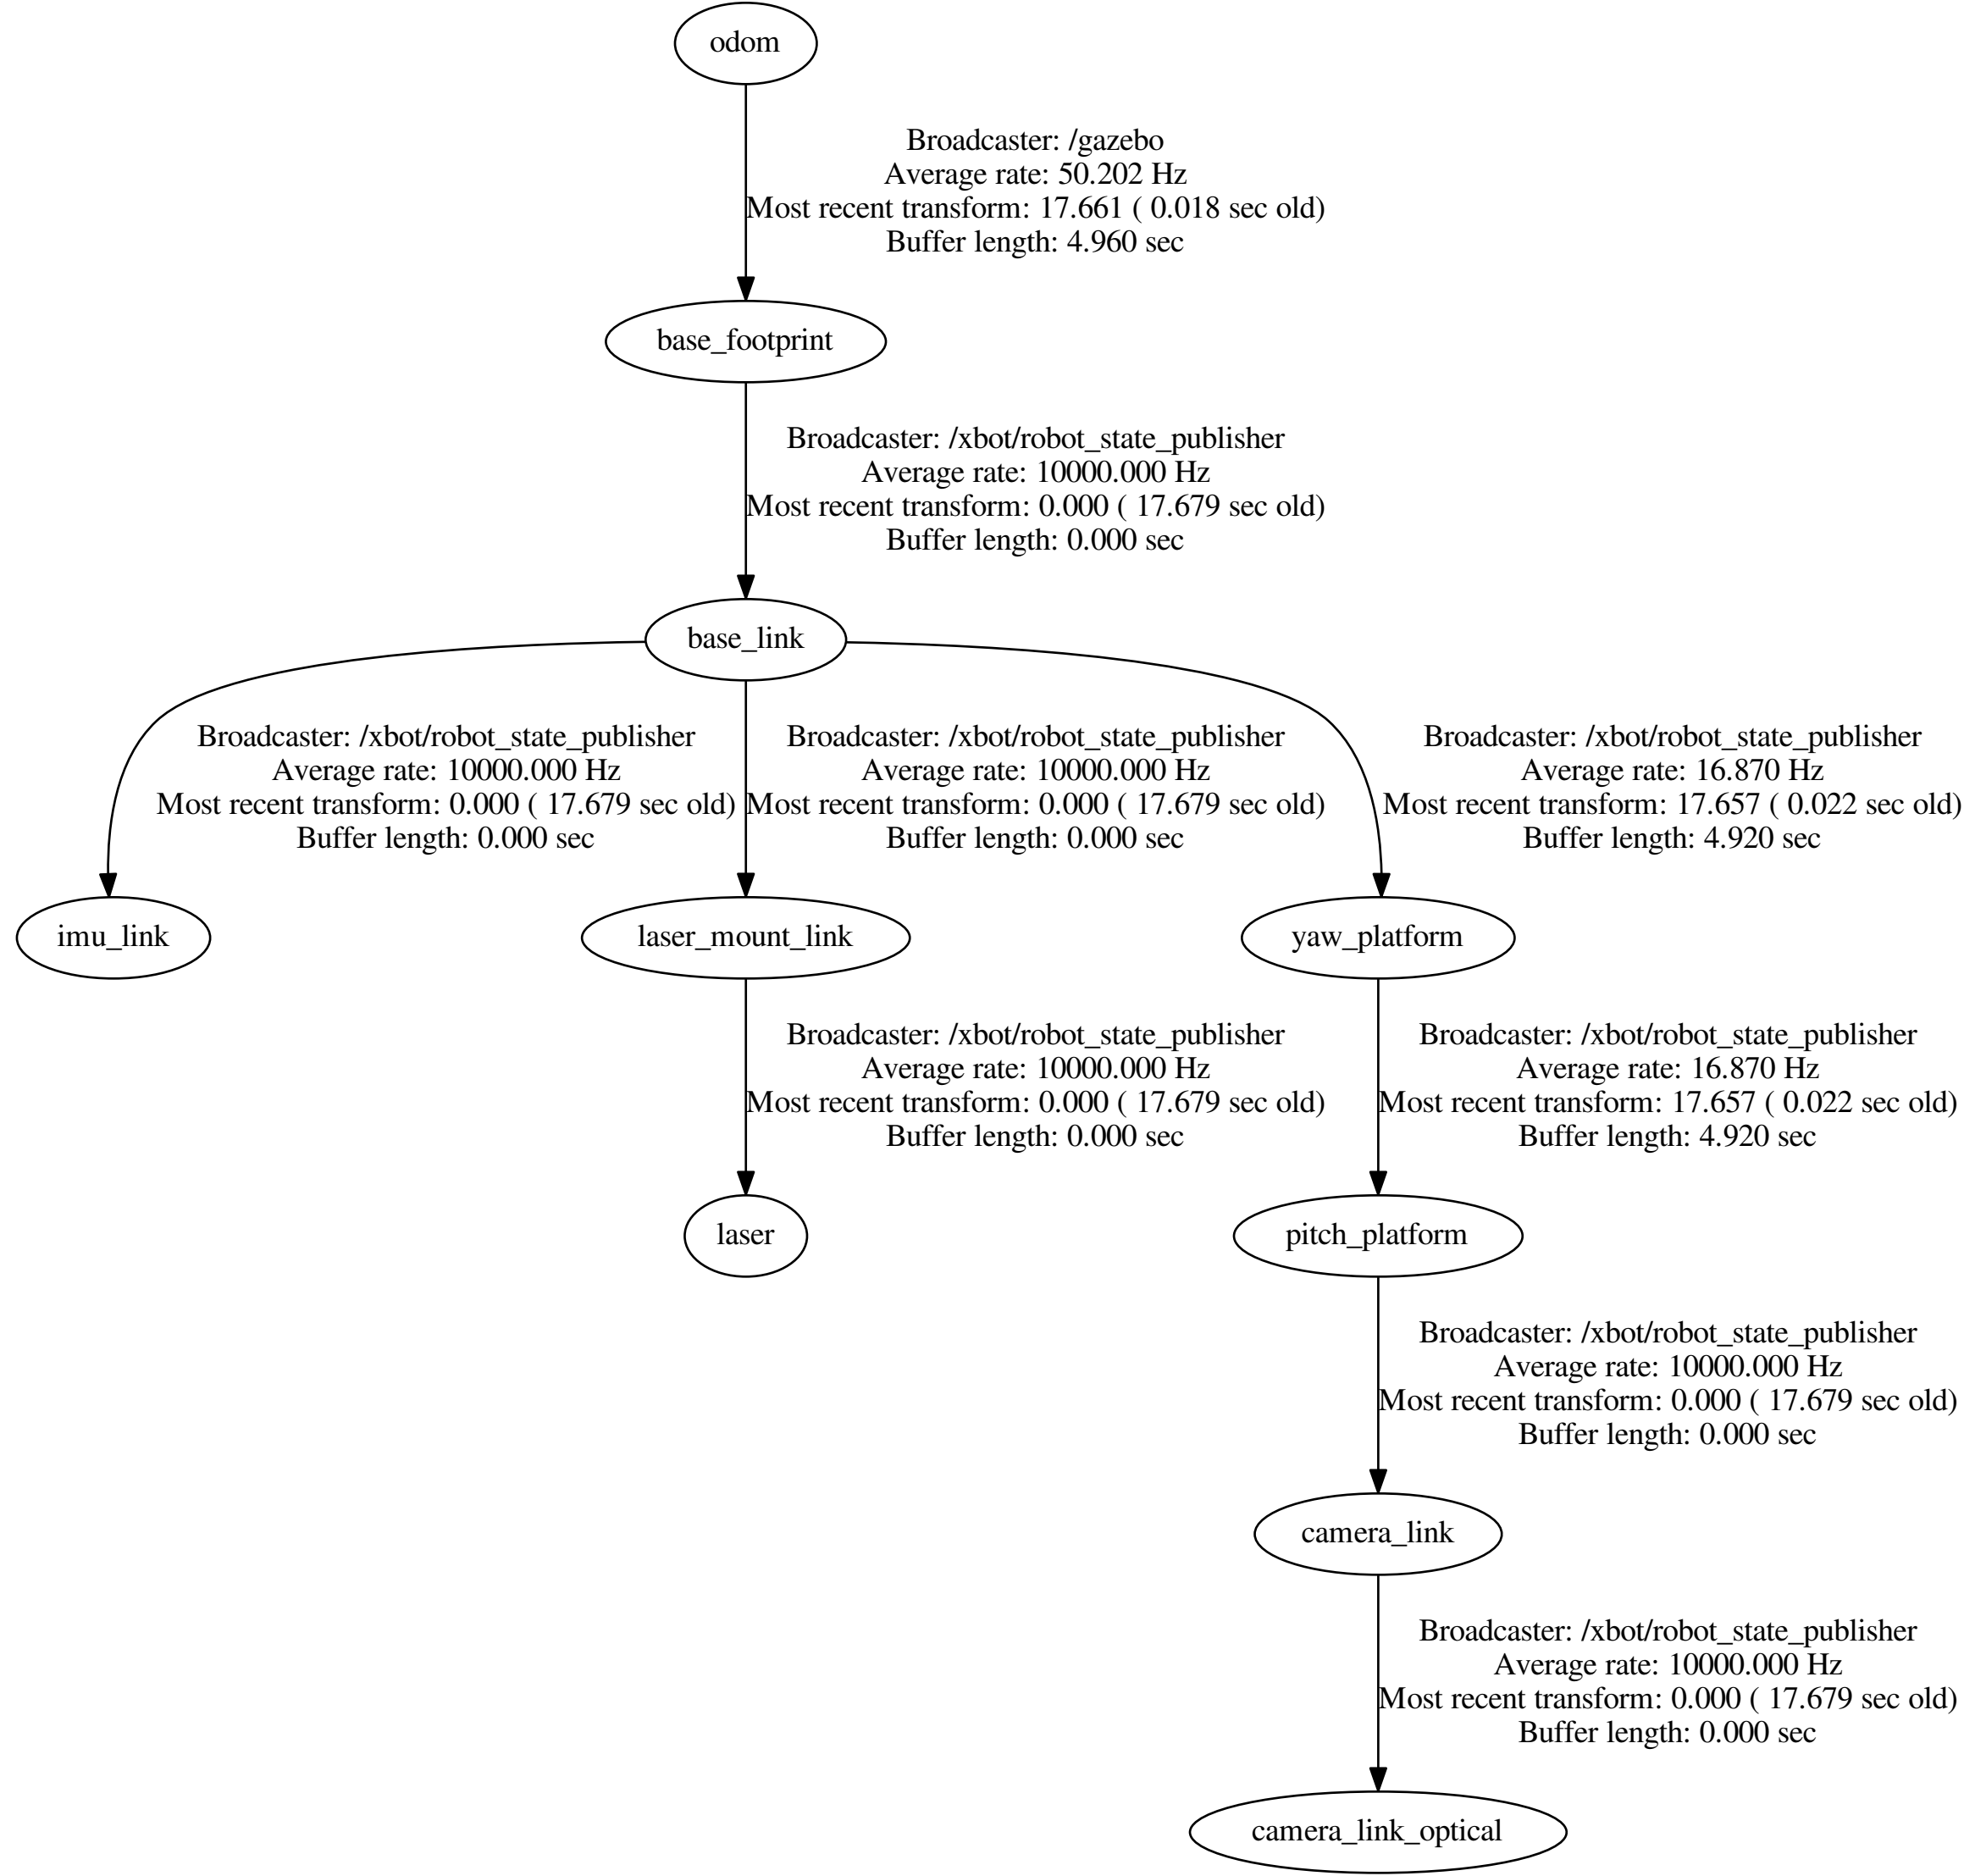 odom
Broadcaster: /gazebo
Average rate: 50.202 Hz
Most recent transform: 17.661 ( 0.018 sec old)
Buffer length: 4.960 sec
base_footprint
Broadcaster: /xbot/robot_state_publisher
Average rate: 10000.000 Hz
Most recent transform: 0.000 ( 17.679 sec old)
Buffer length: 0.000 sec
base_link
Broadcaster: /xbot/robot_state_publisher
Average rate: 10000.000 Hz
Most recent transform: 0.000 ( 17.679 sec old)
Buffer length: 0.000 sec
Broadcaster: /xbot/robot_state_publisher
Average rate: 10000.000 Hz
Most recent transform: 0.000 ( 17.679 sec old)
Buffer length: 0.000 sec
Broadcaster: /xbot/robot_state_publisher
Average rate: 16.870 Hz
Most recent transform: 17.657 ( 0.022 sec old)
Buffer length: 4.920 sec
imu_link
laser_mount_link
yaw_platform
Broadcaster: /xbot/robot_state_publisher
Average rate: 10000.000 Hz
Most recent transform: 0.000 ( 17.679 sec old)
Buffer length: 0.000 sec
Broadcaster: /xbot/robot_state_publisher
Average rate: 16.870 Hz
Most recent transform: 17.657 ( 0.022 sec old)
Buffer length: 4.920 sec
laser
pitch_platform
Broadcaster: /xbot/robot_state_publisher
Average rate: 10000.000 Hz
Most recent transform: 0.000 ( 17.679 sec old)
Buffer length: 0.000 sec
camera_link
Broadcaster: /xbot/robot_state_publisher
Average rate: 10000.000 Hz
Most recent transform: 0.000 ( 17.679 sec old)
Buffer length: 0.000 sec
camera_link_optical